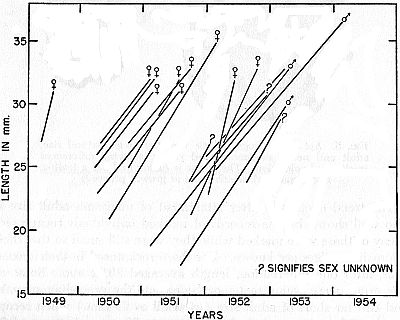 35
30
25
20
15
LENGTH IN mm.
♀ ♀ ♀ ♀ ♀ ♀ ♀ ♀ ♀ ♂ ♂ ♂ ? ? ?
? SIGNIFIES SEX UNKNOWN
1949 1950 1951 1952 1953 1954
YEARS